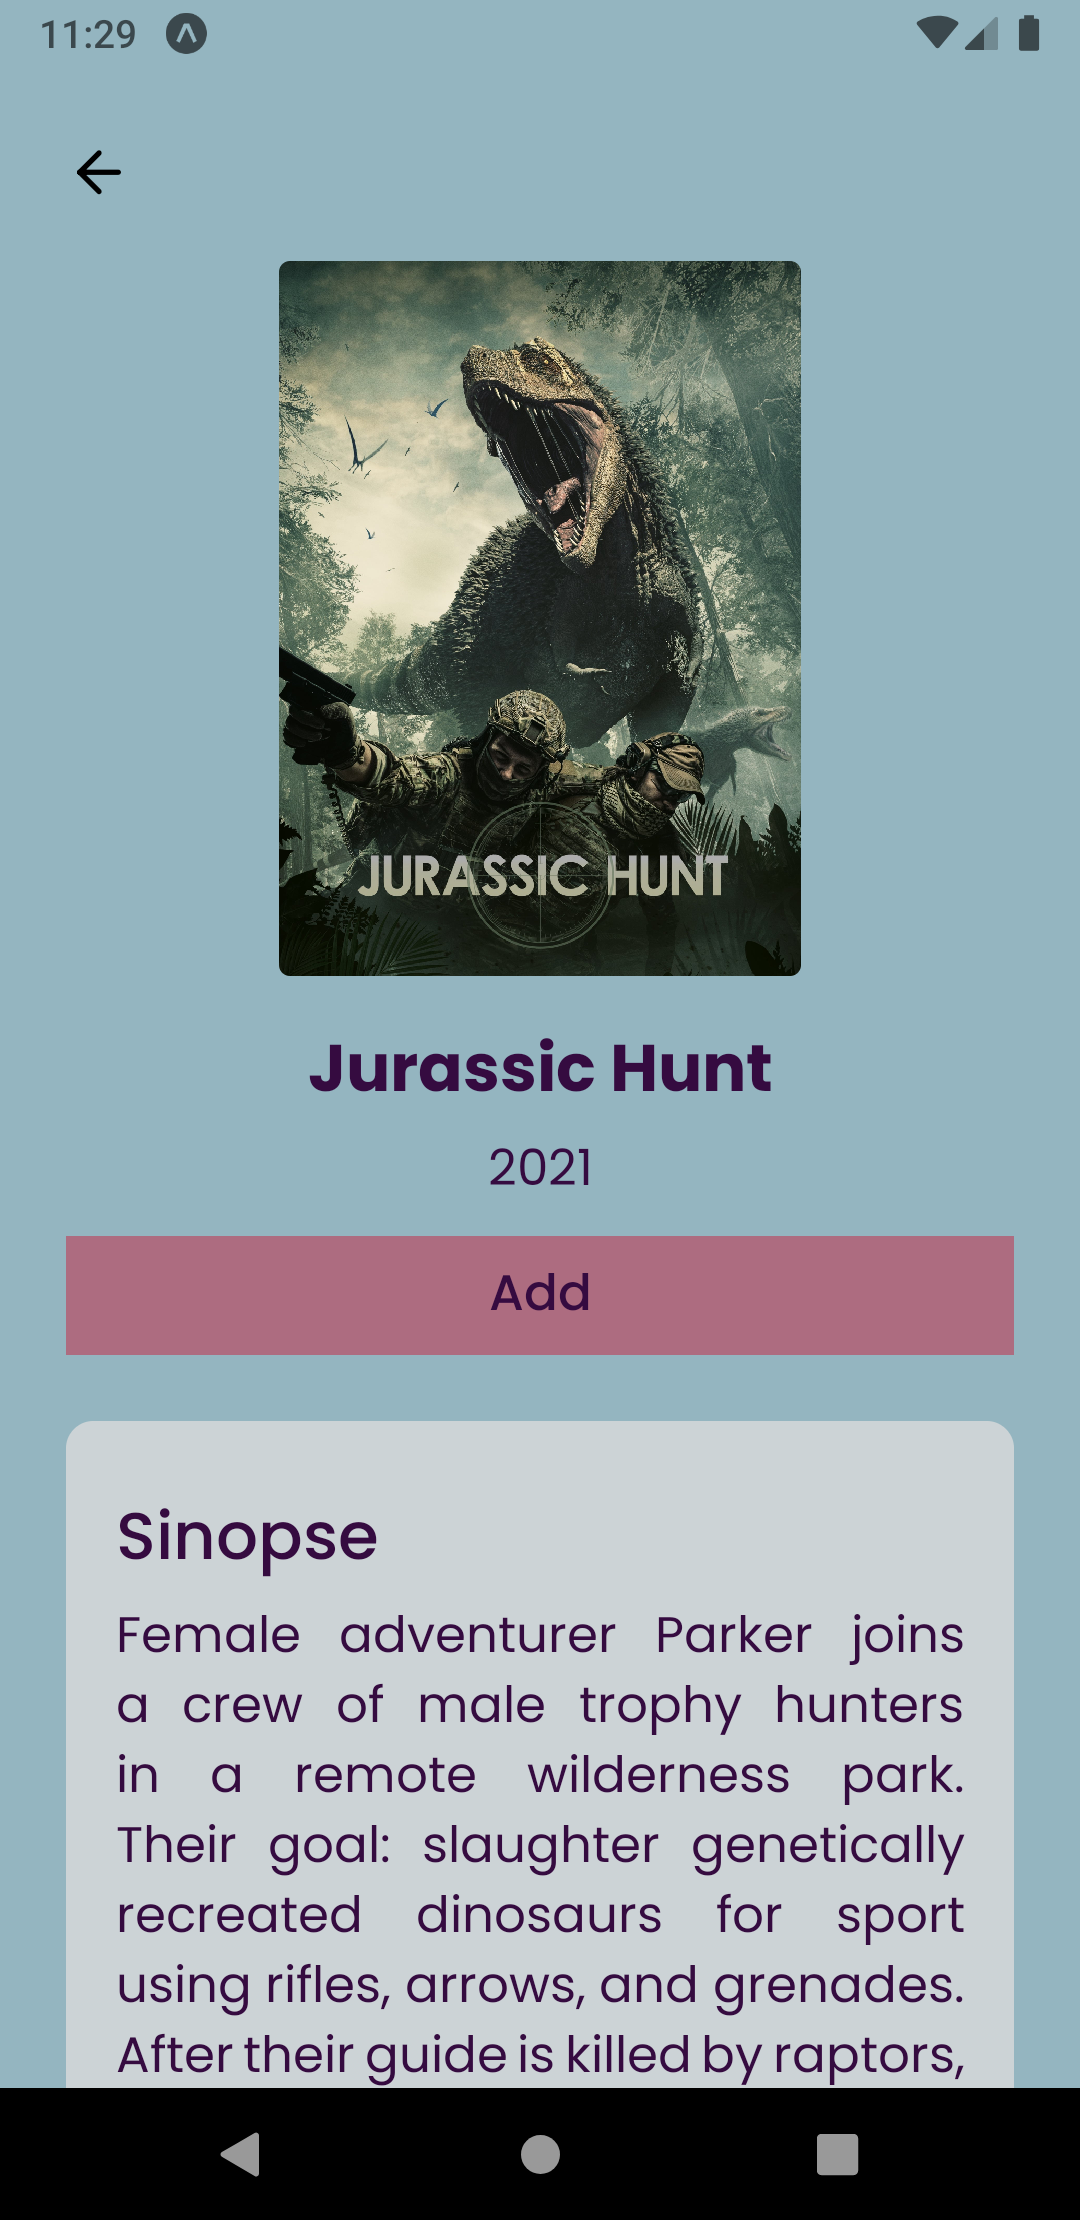 11:29
JURASSIC HUNT
Jurassic Hunt
2021
Add
Sinopse
Female adventurer Parker joins
a crew of male trophy hunters
in a remote wilderness park.
Their goal: slaughter genetically
recreated dinosaurs for sport
using rifles, arrows, and grenades.
After their guide is killed by raptors,